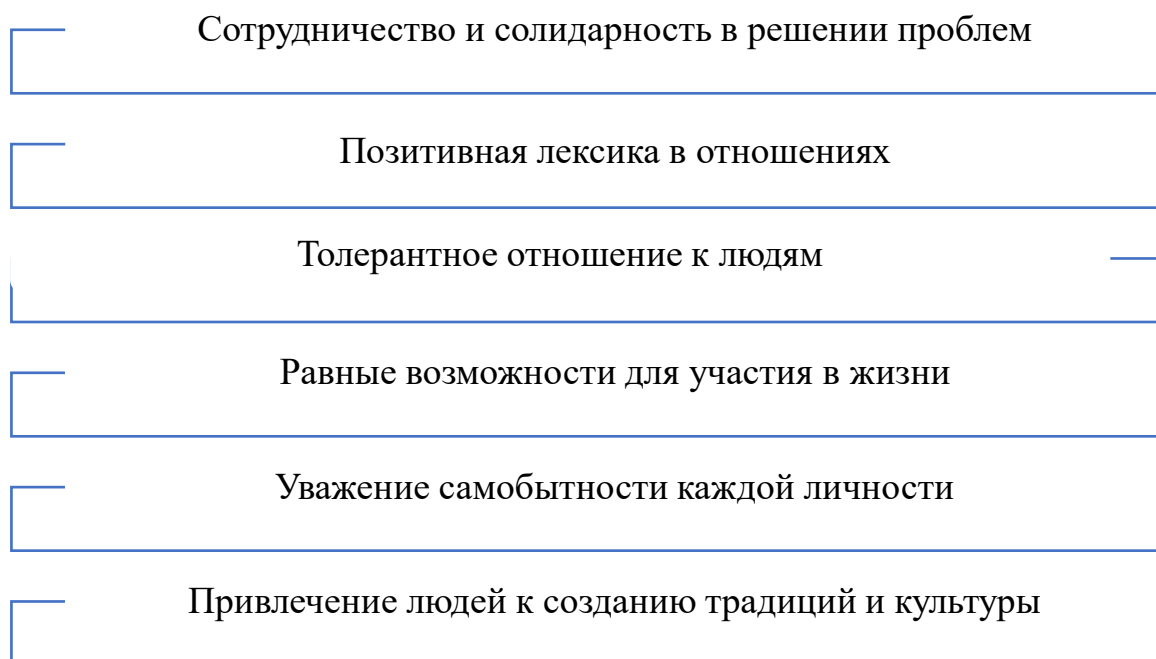 Сотрудничество и солидарность в решении проблем
Позитивная лексика в отношениях
Толерантное отношение к людям
Равные возможности для участия в жизни
Уважение самобытности каждой личности
Привлечение людей к созданию традиций и культуры